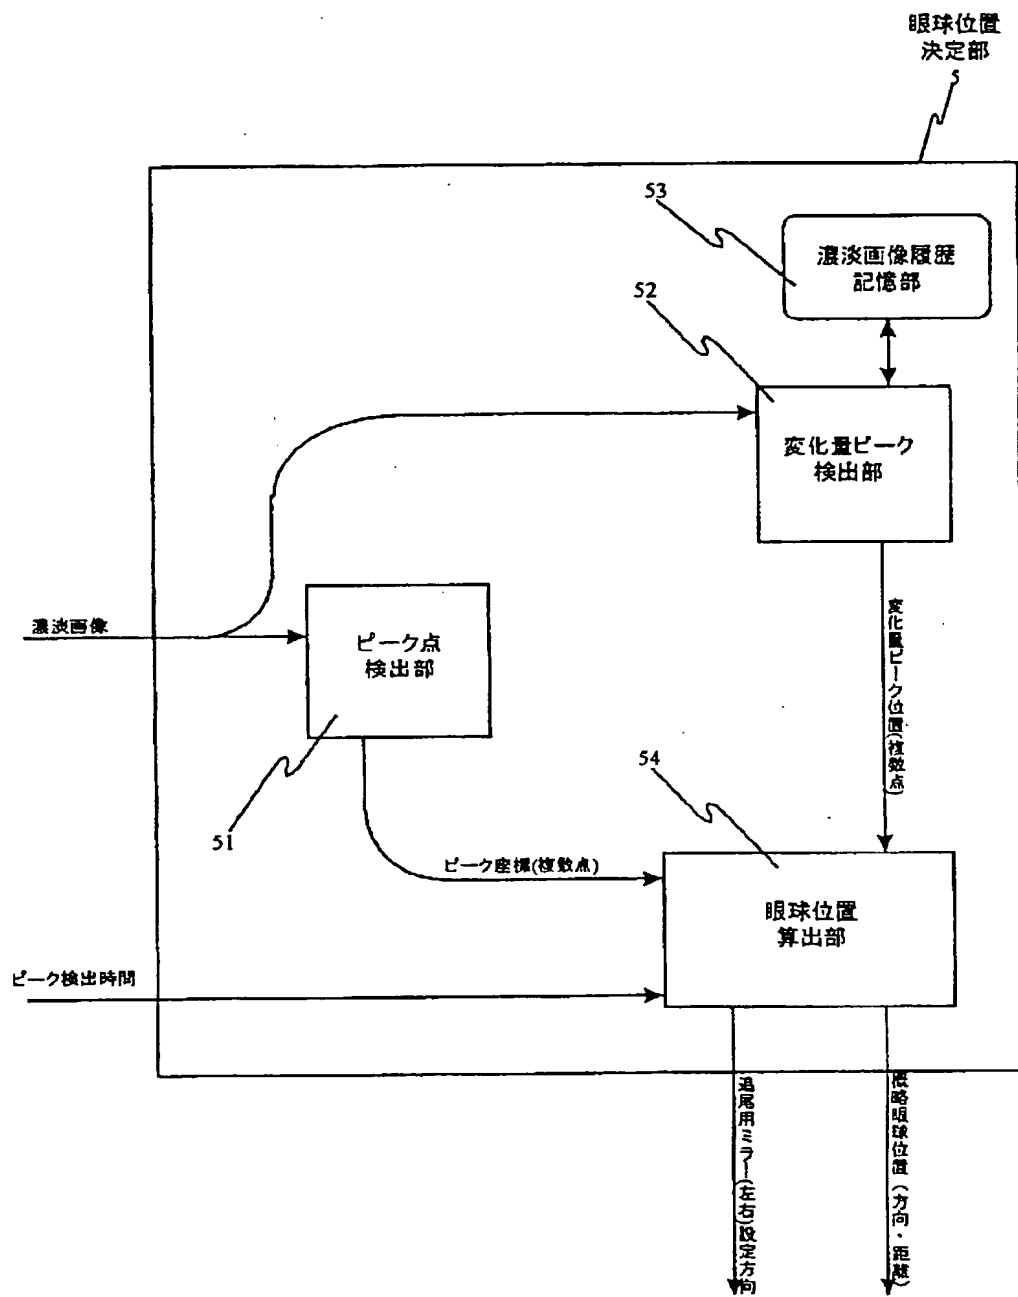 眼球位置
決定部
5
53
濃淡画像履歴
記憶部
52
変化量ピーク
検出部
濃淡画像
ピーク点
検出部
51
変化量ピーク位置(複数点)
54
ピーク座標(複数点)
眼球位置
算出部
ピーク検出時間
追尾用ミラー(左右)設定方向
概略眼球位置(方向・距離)